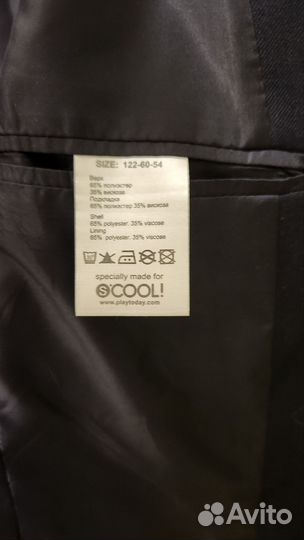 SIZE: 122-60-54
Верх
65% полиэстер
35% вискоза
Подкладка
65% полиэстер 35% вискоза
Shell
65% polyester. 35% viscose
Lining
65% polyester. 35% viscose
specially made for
S'COOL!
www.playtoday.com
Avito